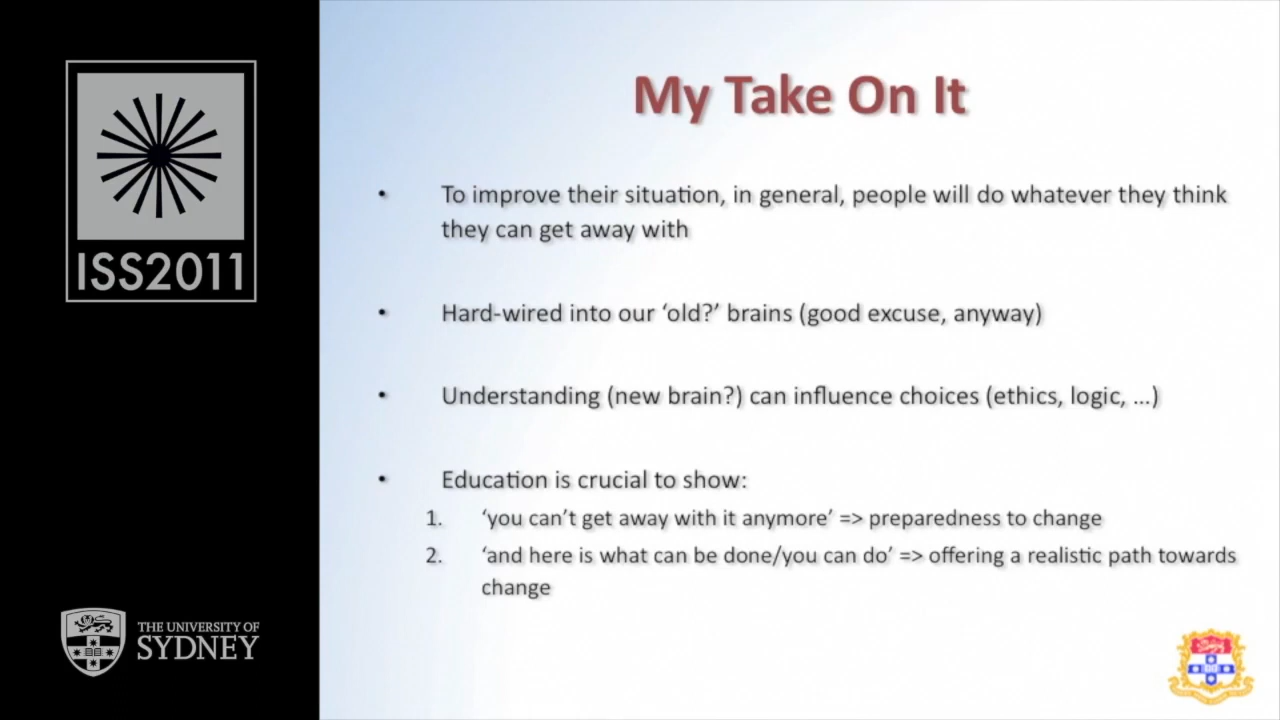 ISS2011
THE UNIVERSITY OF
SYDNEY
My Take On It
• To improve their situation, in general, people will do whatever they think
they can get away with
• Hard-wired into our ‘old?’ brains (good excuse, anyway)
• Understanding (new brain?) can influence choices (ethics, logic, …)
• Education is crucial to show:
1. ‘you can’t get away with it anymore’ => preparedness to change
2. ‘and here is what can be done/you can do’ => offering a realistic path towards
change